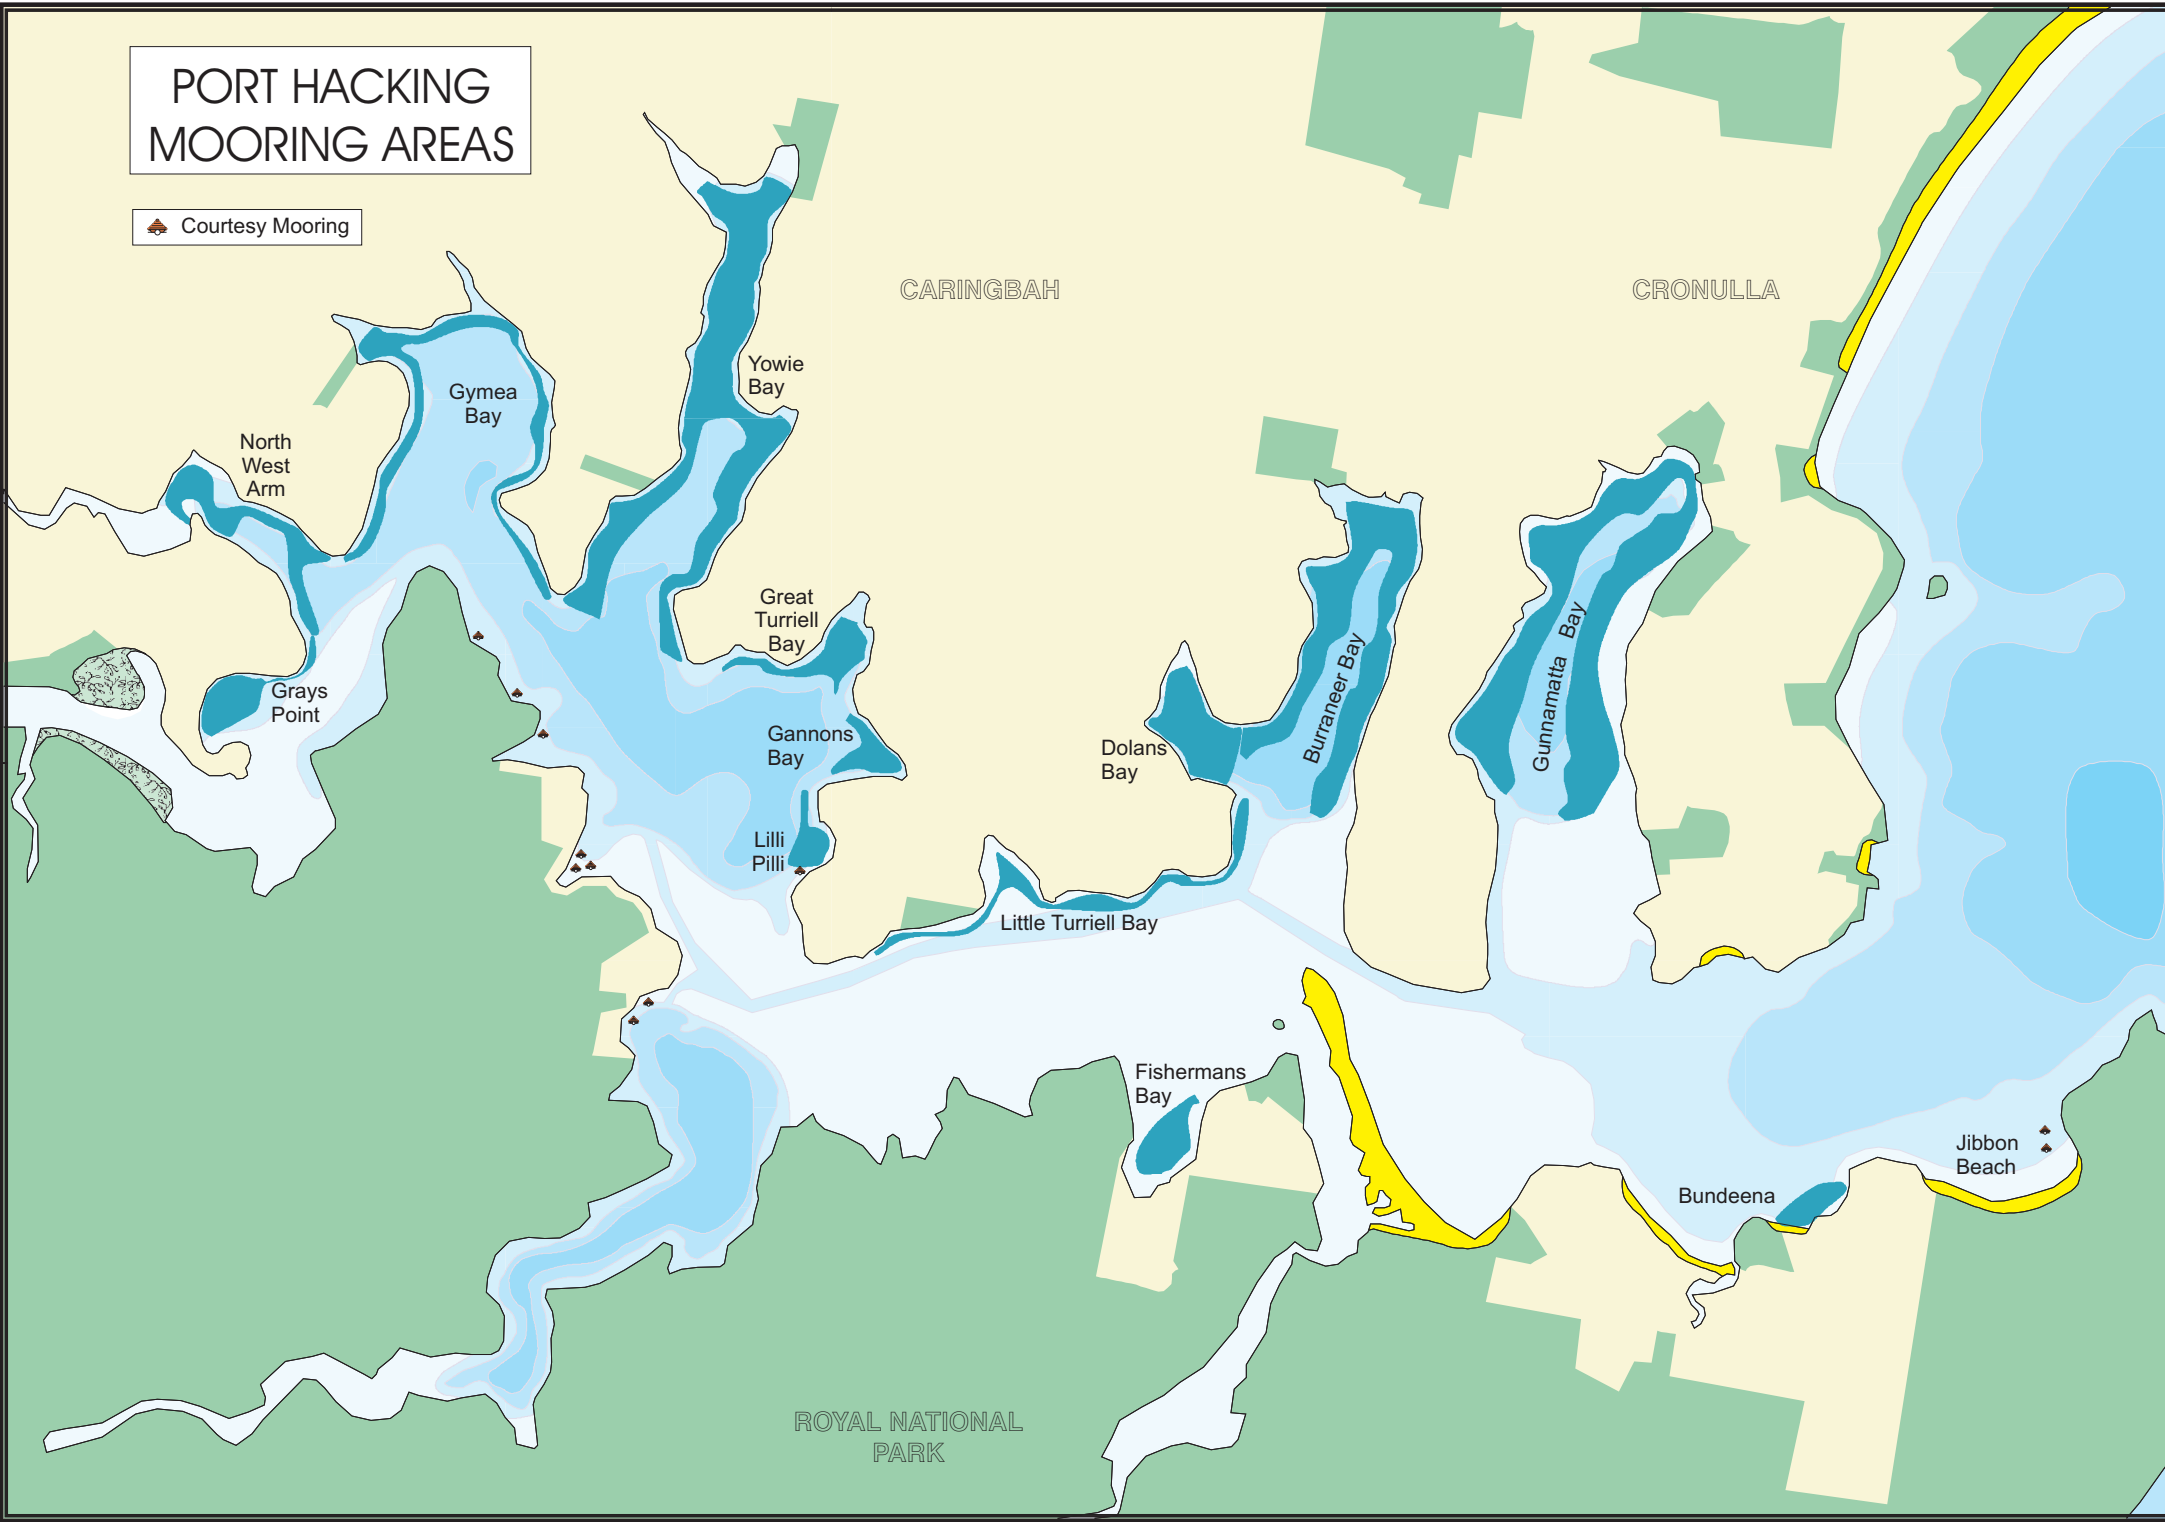 PORT HACKING
MOORING AREAS
Courtesy Mooring
CARINGBAH
CRONULLA
Yowie
Bay
Gymea
Bay
North
West
Arm
Great
Turriell
Bay
Grays
Point
Gannons
Bay
Dolans
Bay
Burraneer Bay
Gunnamatta Bay
Lilli
Pilli
Little Turriell Bay
Fishermans
Bay
Jibbon
Beach
Bundeena
ROYAL NATIONAL
PARK